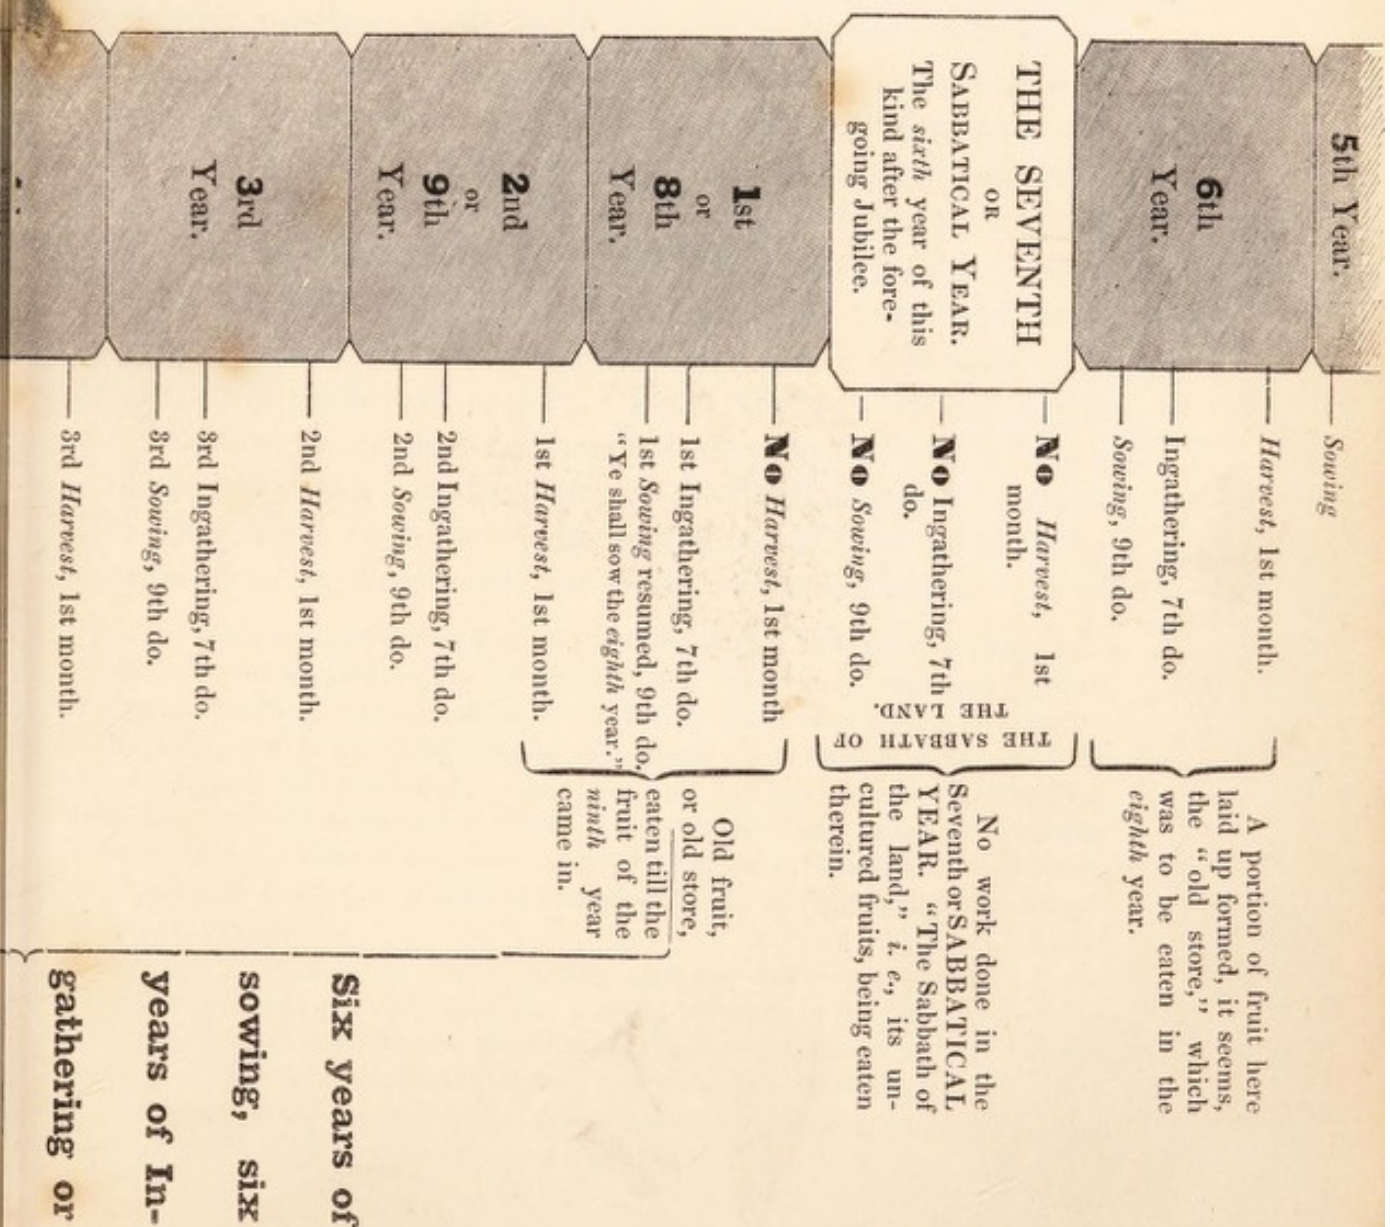 5th Year.
Sowing
6th
Year.
Harvest, 1st month.
Ingathering, 7th do.
Sowing, 9th do.
A portion of fruit here
laid up formed, it seems,
the “old store,” which
was to be eaten in the
eighth year.
THE SEVENTH
OR
SABBATICAL YEAR.
The sixth year of this
kind after the fore-
going Jubilee.
No Harvest, 1st
month.
No Ingathering, 7th
do.
No Sowing, 9th do.
THE SABBATH OF
THE LAND.
No work done in the
Seventh or SABBATICAL
YEAR. “The Sabbath of
the land,” i. e., its un-
cultured fruits, being eaten
therein.
1st
or
8th
Year.
No Harvest, 1st month
1st Ingathering, 7th do.
1st Sowing resumed, 9th do.
“Ye shall sow the eighth year.”
1st Harvest, 1st month.
Old fruit,
or old store,
eaten till the
fruit of the
ninth year
came in.
2nd
or
9th
Year.
2nd Ingathering, 7th do.
2nd Sowing, 9th do.
2nd Harvest, 1st month.
3rd
Year.
3rd Ingathering, 7th do.
3rd Sowing, 9th do.
3rd Harvest, 1st month.
Six years of
sowing, six
years of In-
gathering or